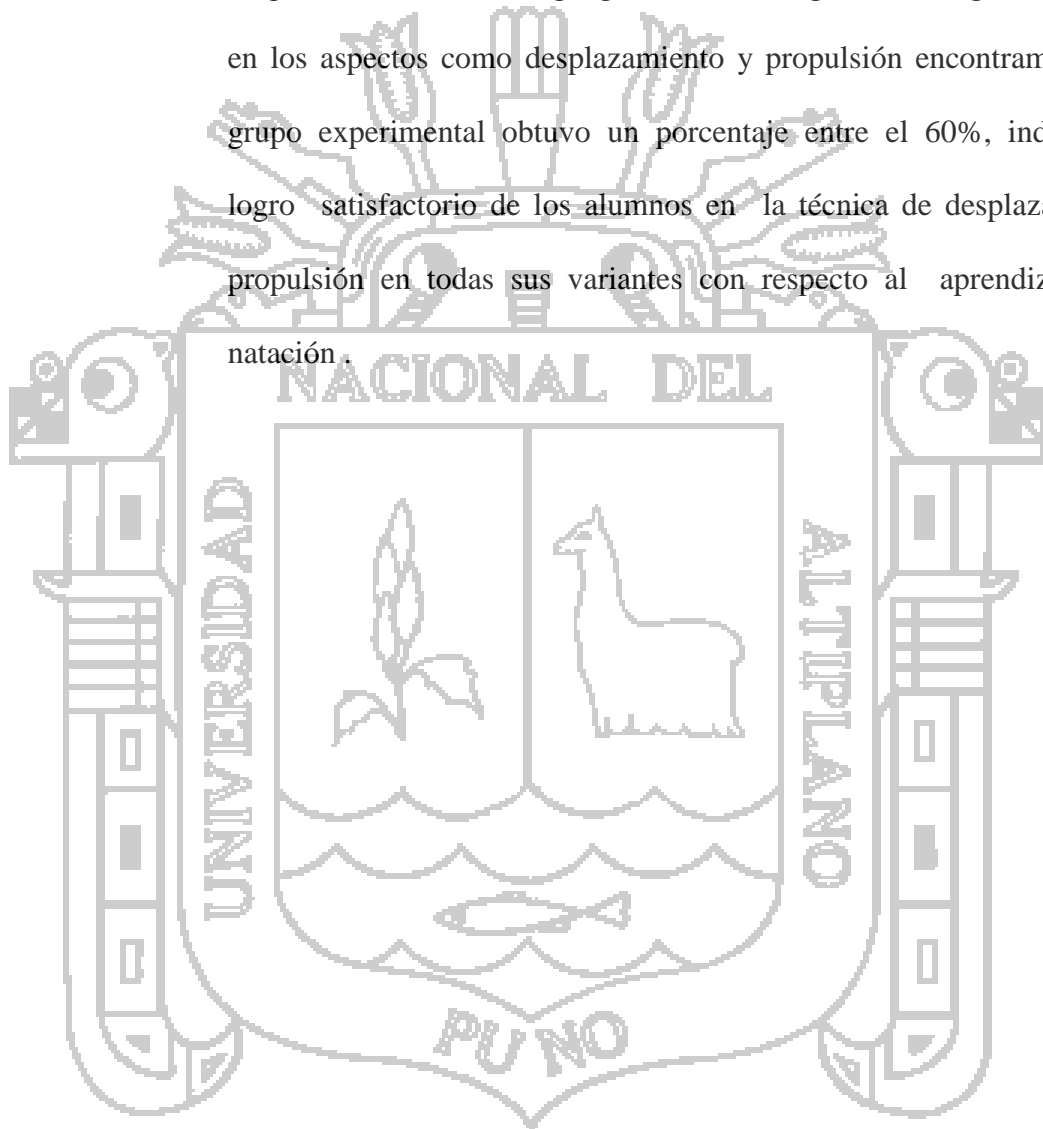 en los aspectos como desplazamiento y propulsión
grupo experimental obtuvo un porcentaje entre el 60%,
logro satisfactorio de los alumnos en la técnica de
propulsión en todas sus variantes con respecto al
natación .
NACIONAL DEL
UNIVERSIDAD
ALTIPLANO
PUNO